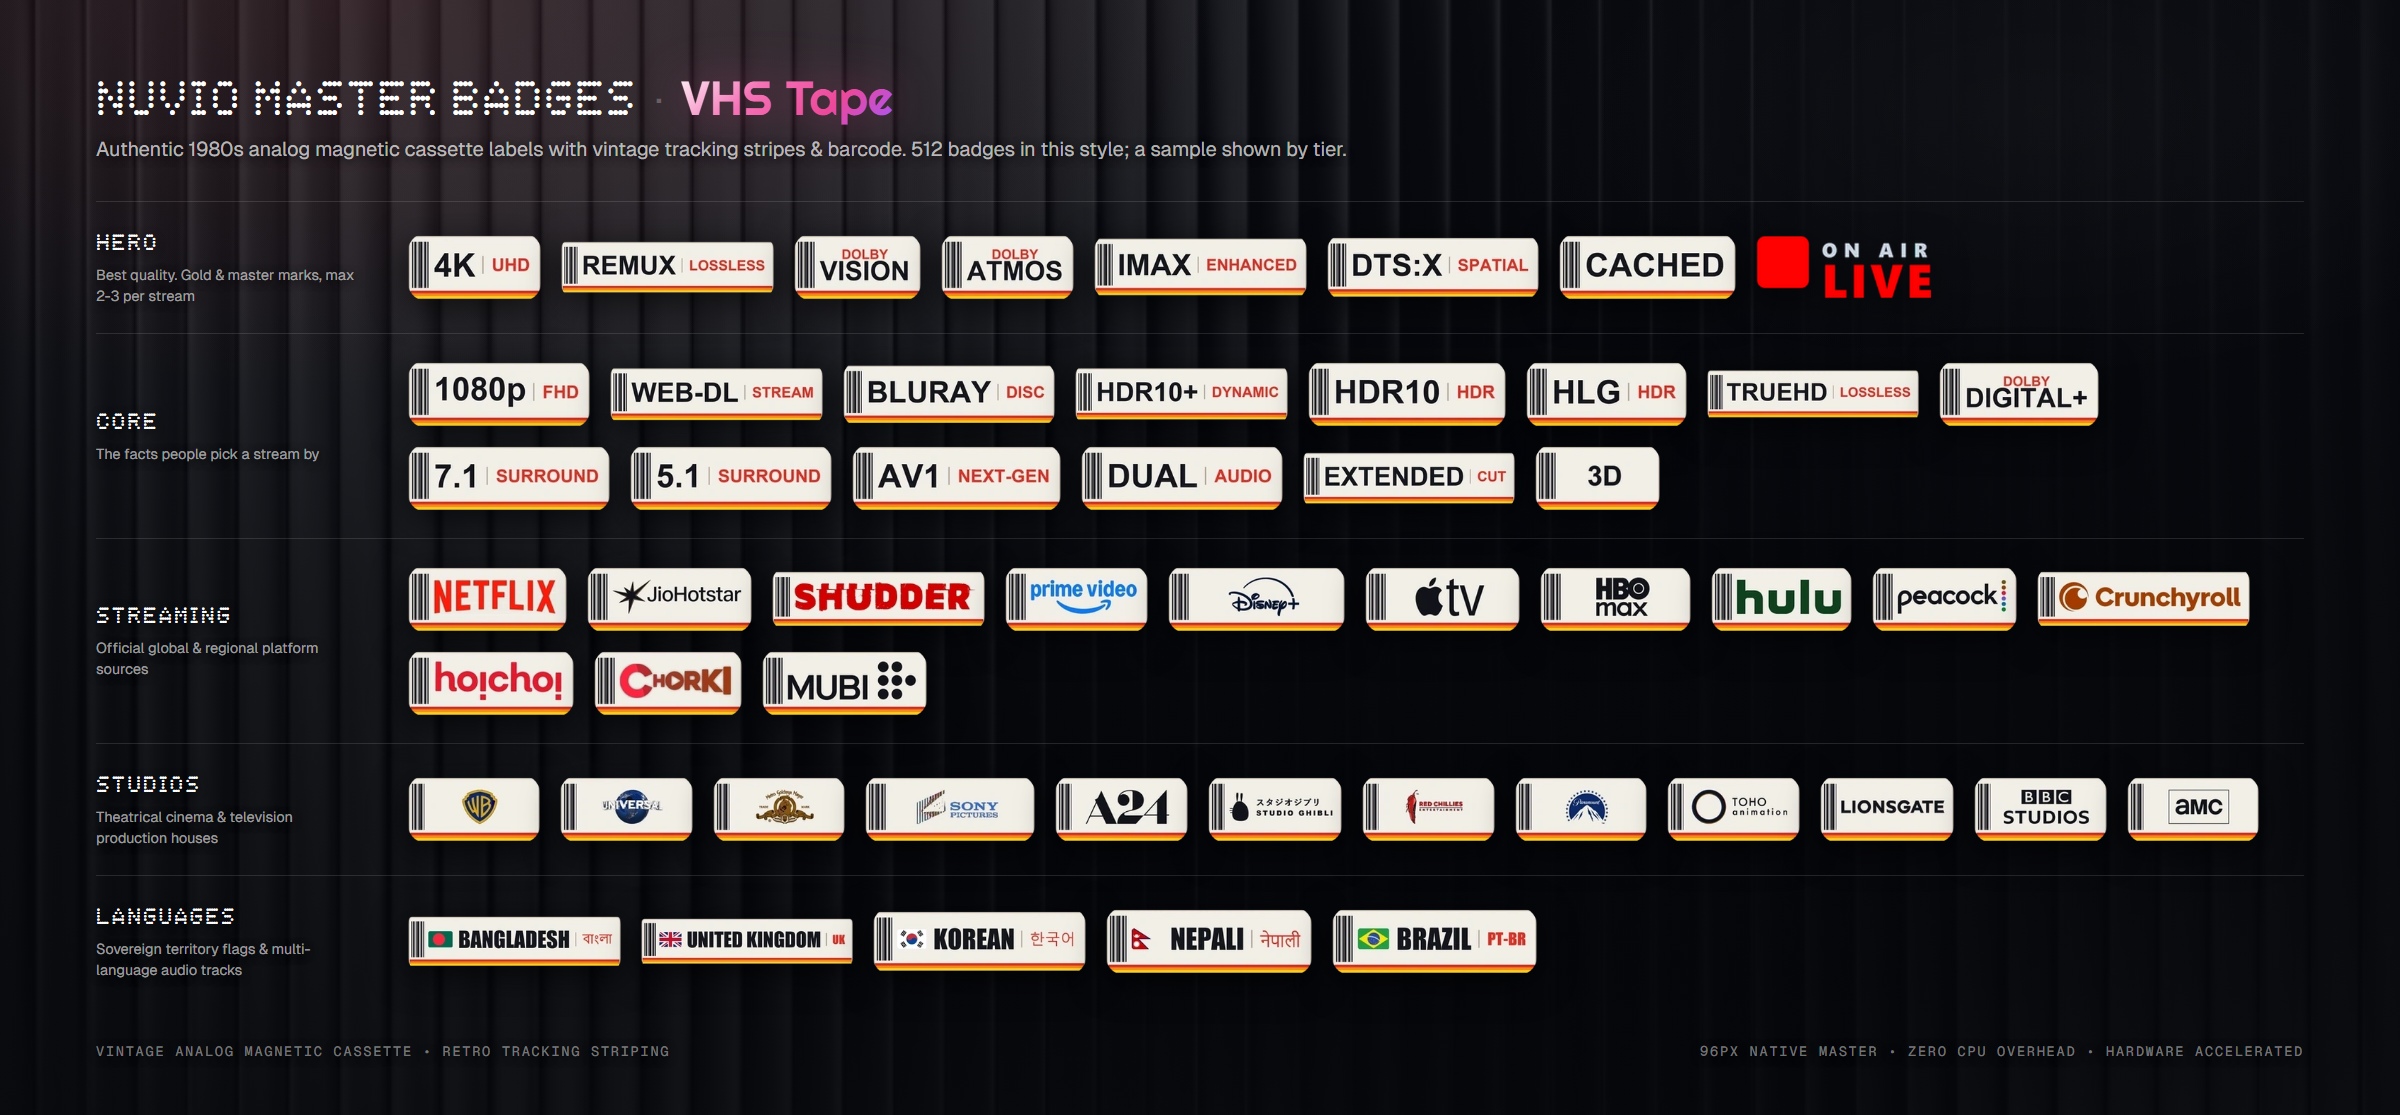 NUVIO MASTER BADGES · VHS Tape
Authentic 1980s analog magnetic cassette labels with vintage tracking stripes & barcode. 512 badges in this style; a sample shown by tier.
HERO
Best quality. Gold & master marks, max
2-3 per stream
4K | UHD
REMUX | LOSSLESS
DOLBY
VISION
DOLBY
ATMOS
IMAX | ENHANCED
DTS:X | SPATIAL
CACHED
ON AIR
LIVE
CORE
The facts people pick a stream by
1080p | FHD
WEB-DL | STREAM
BLURAY | DISC
HDR10+ | DYNAMIC
HDR10 | HDR
HLG | HDR
TRUEHD | LOSSLESS
DOLBY
DIGITAL+
7.1 | SURROUND
5.1 | SURROUND
AV1 | NEXT-GEN
DUAL | AUDIO
EXTENDED | CUT
3D
STREAMING
Official global & regional platform
sources
NETFLIX
JioHotstar
SHUDDER
prime video
Disney+
tv
HBO
max
hulu
peacock
Crunchyroll
hoichoi
CHORKI
MUBI
STUDIOS
Theatrical cinema & television
production houses
WB
UNIVERSAL
SONY
PICTURES
A24
スタジオジブリ
STUDIO GHIBLI
RED CHILLIES
ENTERTAINMENT
Paramount
TOHO
animation
LIONSGATE
BBC
STUDIOS
aMC
LANGUAGES
Sovereign territory flags & multi-
language audio tracks
BANGLADESH | বাংলা
UNITED KINGDOM | UK
KOREAN | 한국어
NEPALI | नेपाली
BRAZIL | PT-BR
VINTAGE ANALOG MAGNETIC CASSETTE • RETRO TRACKING STRIPING
96PX NATIVE MASTER • ZERO CPU OVERHEAD • HARDWARE ACCELERATED